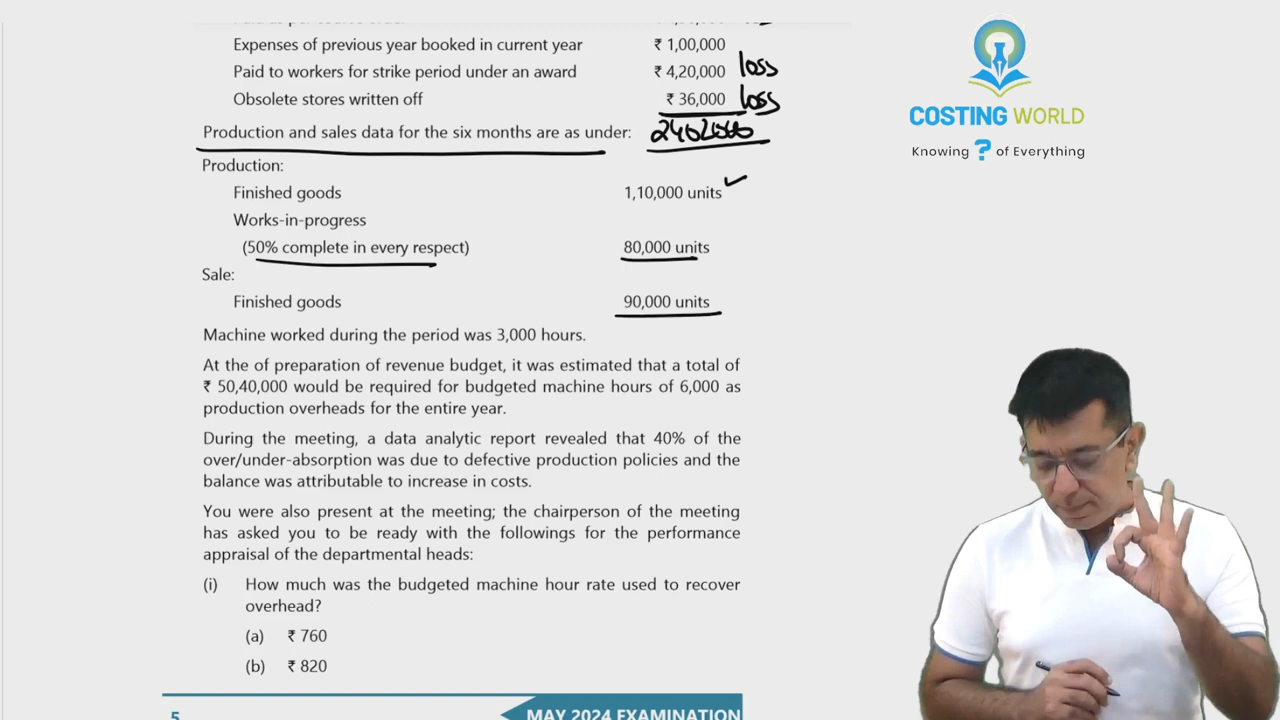 Expenses of previous year booked in current year ₹ 1,00,000
Paid to workers for strike period under an award ₹ 4,20,000 loss
Obsolete stores written off ₹ 36,000 loss
Production and sales data for the six months are as under:
Production:
Finished goods 1,10,000 units
Works-in-progress
(50% complete in every respect) 80,000 units
Sale:
Finished goods 90,000 units
Machine worked during the period was 3,000 hours.
At the of preparation of revenue budget, it was estimated that a total of
₹ 50,40,000 would be required for budgeted machine hours of 6,000 as
production overheads for the entire year.
During the meeting, a data analytic report revealed that 40% of the
over/under-absorption was due to defective production policies and the
balance was attributable to increase in costs.
You were also present at the meeting; the chairperson of the meeting
has asked you to be ready with the followings for the performance
appraisal of the departmental heads:
(i) How much was the budgeted machine hour rate used to recover
overhead?
(a) ₹ 760
(b) ₹ 820
5 MAY 2024 EXAMINATION
COSTING WORLD
Knowing ? of Everything